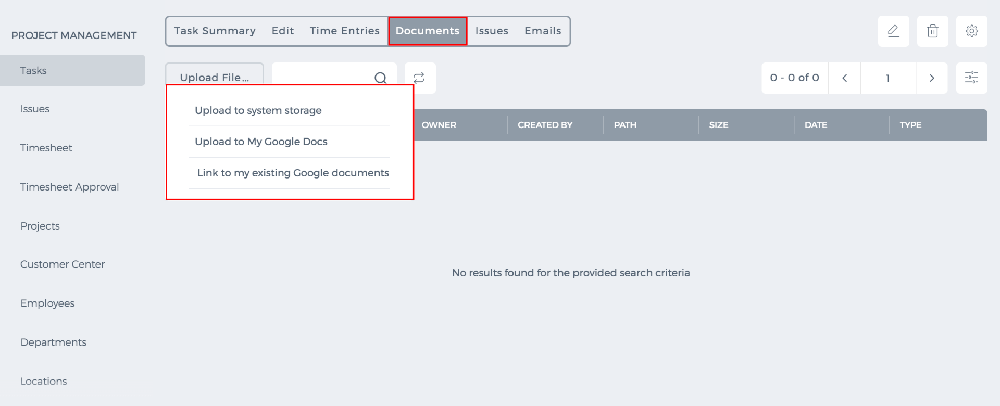 PROJECT MANAGEMENT
Tasks
Issues
Timesheet
Timesheet Approval
Projects
Customer Center
Employees
Departments
Locations
Task Summary Edit Time Entries Documents Issues Emails
Upload File...
0 - 0 of 0 1
Upload to system storage
Upload to My Google Docs
Link to my existing Google documents
OWNER CREATED BY PATH SIZE DATE TYPE
No results found for the provided search criteria